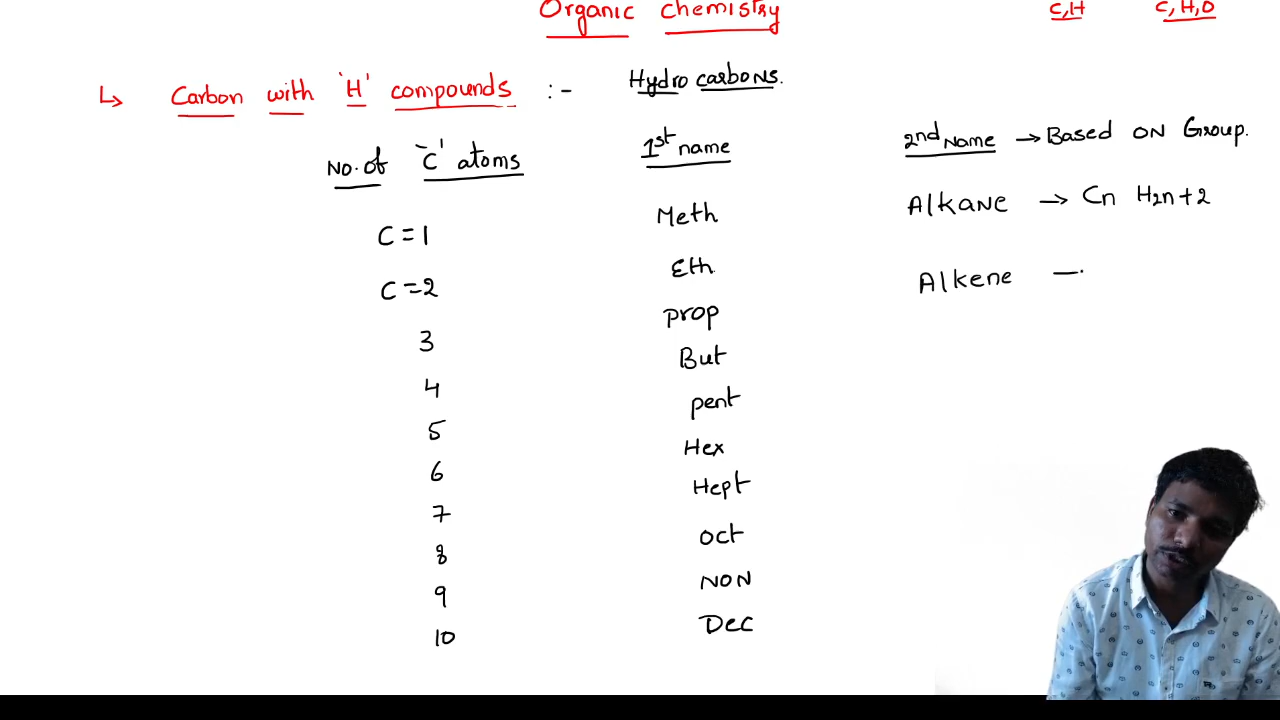 Organic Chemistry
C,H C,H,O
↳ Carbon with 'H' compounds :- Hydro carbons.
No. of 'C' atoms 1st name 2nd Name → Based ON Group.
C = 1 Meth Alkane → Cn H2n+2
C = 2 Eth. Alkene —
3 prop
4 But
5 pent
6 Hex
7 Hept
8 oct
9 NON
10 Dec